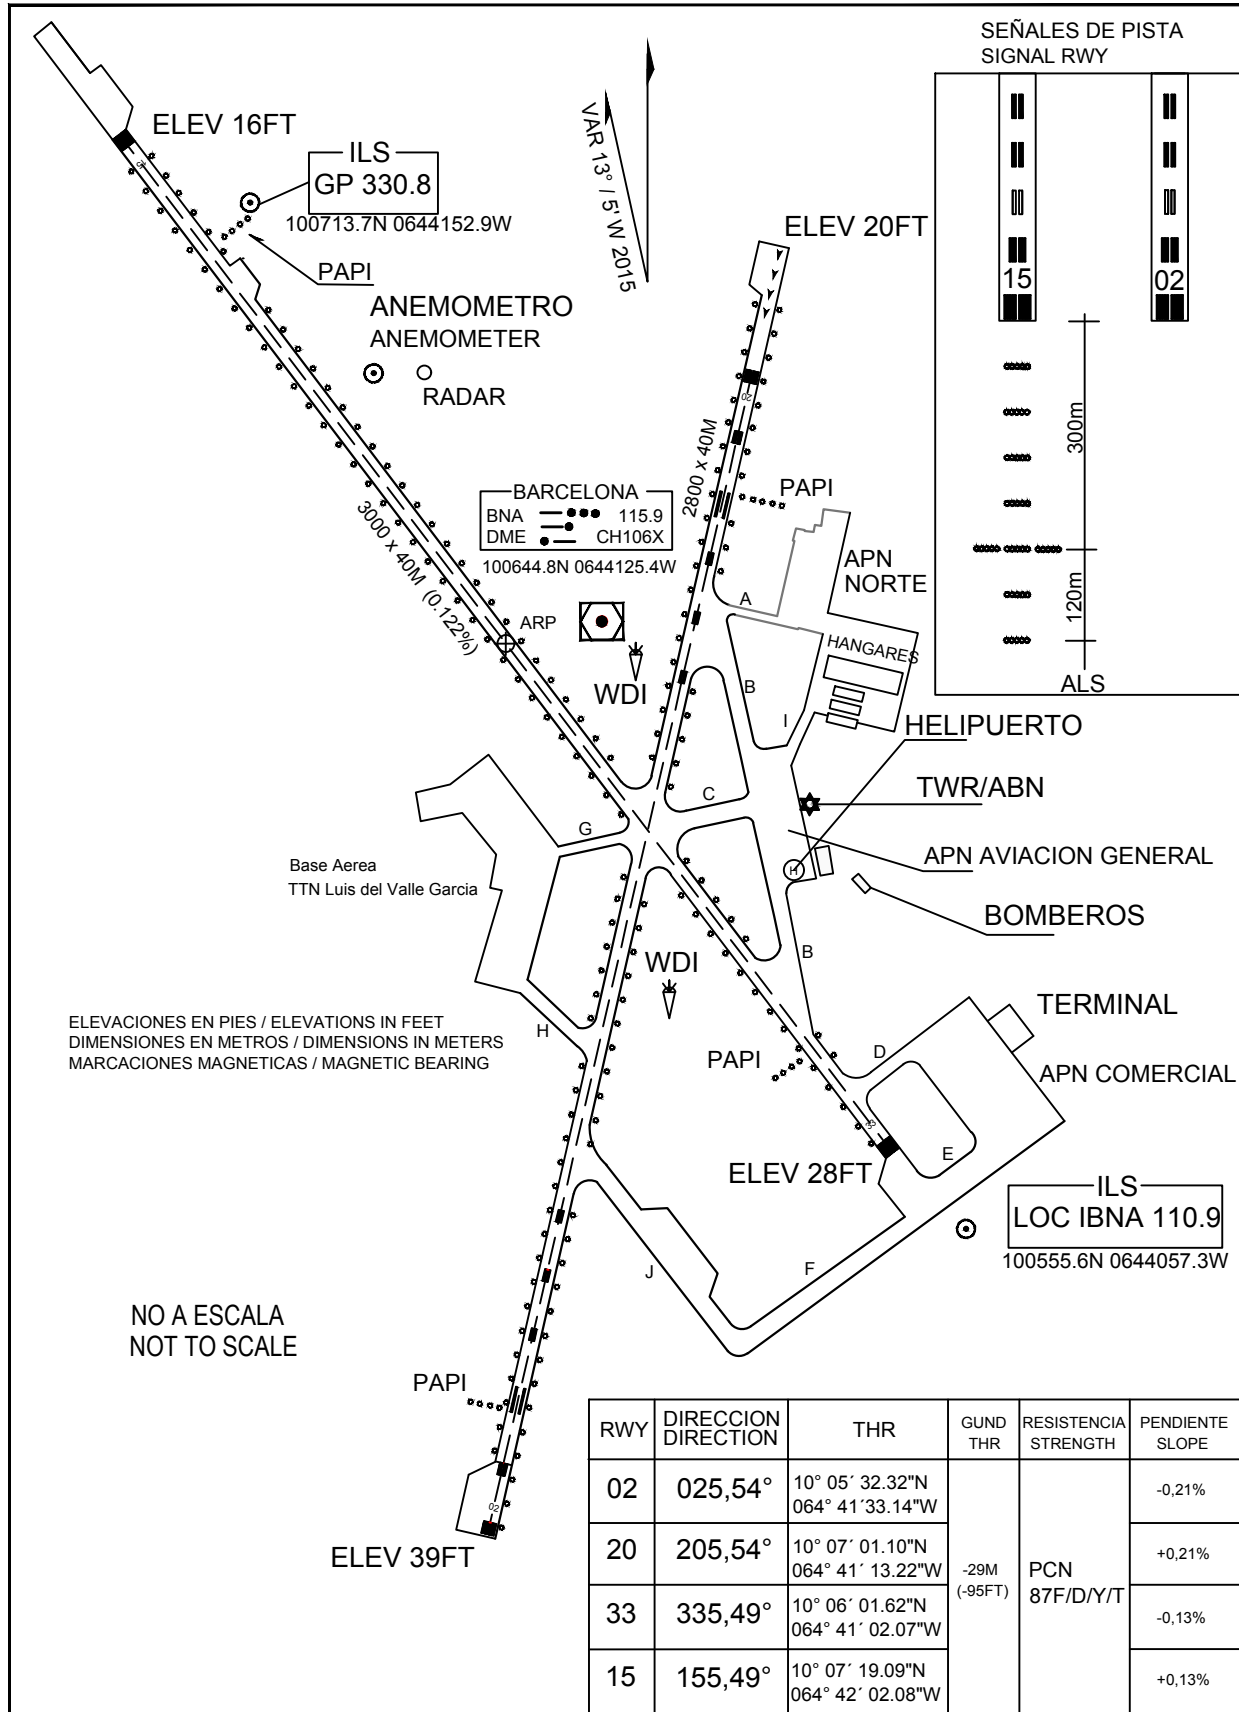 SEÑALES DE PISTA
SIGNAL RWY
15
02
300m
120m
ALS
ELEV 16FT
15
ILS
GP 330.8
100713.7N 0644152.9W
PAPI
VAR 13° / 5' W 2015
ELEV 20FT
ANEMOMETRO
ANEMOMETER
RADAR
20
2800 x 40M
PAPI
BARCELONA
BNA 115.9
DME CH106X
100644.8N 0644125.4W
3000 x 40M (0.122%)
APN
NORTE
A
ARP
HANGARES
WDI
B
I
HELIPUERTO
C
TWR/ABN
G
APN AVIACION GENERAL
H
Base Aerea
TTN Luis del Valle Garcia
BOMBEROS
B
WDI
ELEVACIONES EN PIES / ELEVATIONS IN FEET
DIMENSIONES EN METROS / DIMENSIONS IN METERS
MARCACIONES MAGNETICAS / MAGNETIC BEARING
H
TERMINAL
D
PAPI
APN COMERCIAL
33
E
ELEV 28FT
ILS
LOC IBNA 110.9
100555.6N 0644057.3W
F
J
NO A ESCALA
NOT TO SCALE
PAPI
02
ELEV 39FT
RWY DIRECCION DIRECTION THR GUND THR RESISTENCIA STRENGTH PENDIENTE SLOPE
02 025,54° 10° 05´ 32.32"N 064° 41´33.14"W -0,21%
20 205,54° 10° 07´ 01.10"N 064° 41´ 13.22"W +0,21%
-29M (-95FT) PCN 87F/D/Y/T
33 335,49° 10° 06´ 01.62"N 064° 41´ 02.07"W -0,13%
15 155,49° 10° 07´ 19.09"N 064° 42´ 02.08"W +0,13%